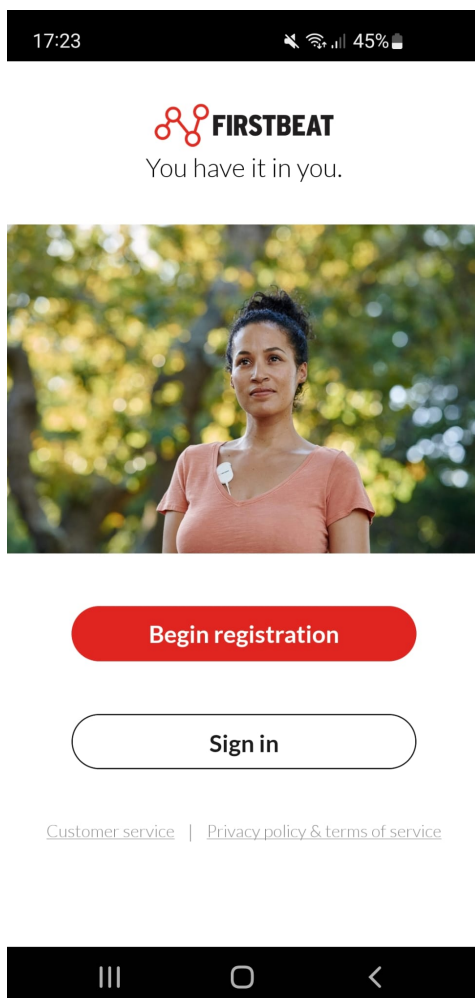 17:23 45%
FIRSTBEAT
You have it in you.
Begin registration
Sign in
Customer service | Privacy policy & terms of service